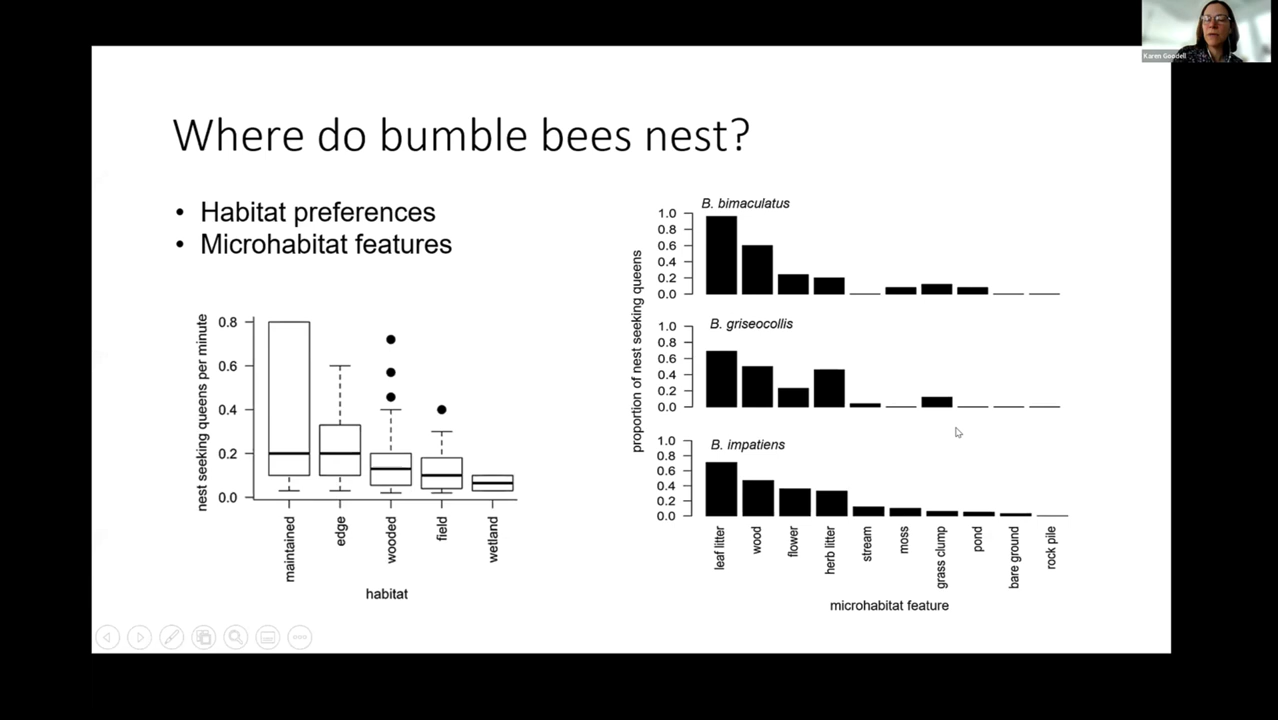 Karen Goodell
Where do bumble bees nest?
• Habitat preferences
• Microhabitat features
nest seeking queens per minute
0.8
0.6
0.4
0.2
0.0
maintained
edge
wooded
field
wetland
habitat
proportion of nest seeking queens
B. bimaculatus
1.0
0.8
0.6
0.4
0.2
0.0
B. griseocollis
1.0
0.8
0.6
0.4
0.2
0.0
B. impatiens
1.0
0.8
0.6
0.4
0.2
0.0
leaf litter
wood
flower
herb litter
stream
moss
grass clump
pond
bare ground
rock pile
microhabitat feature